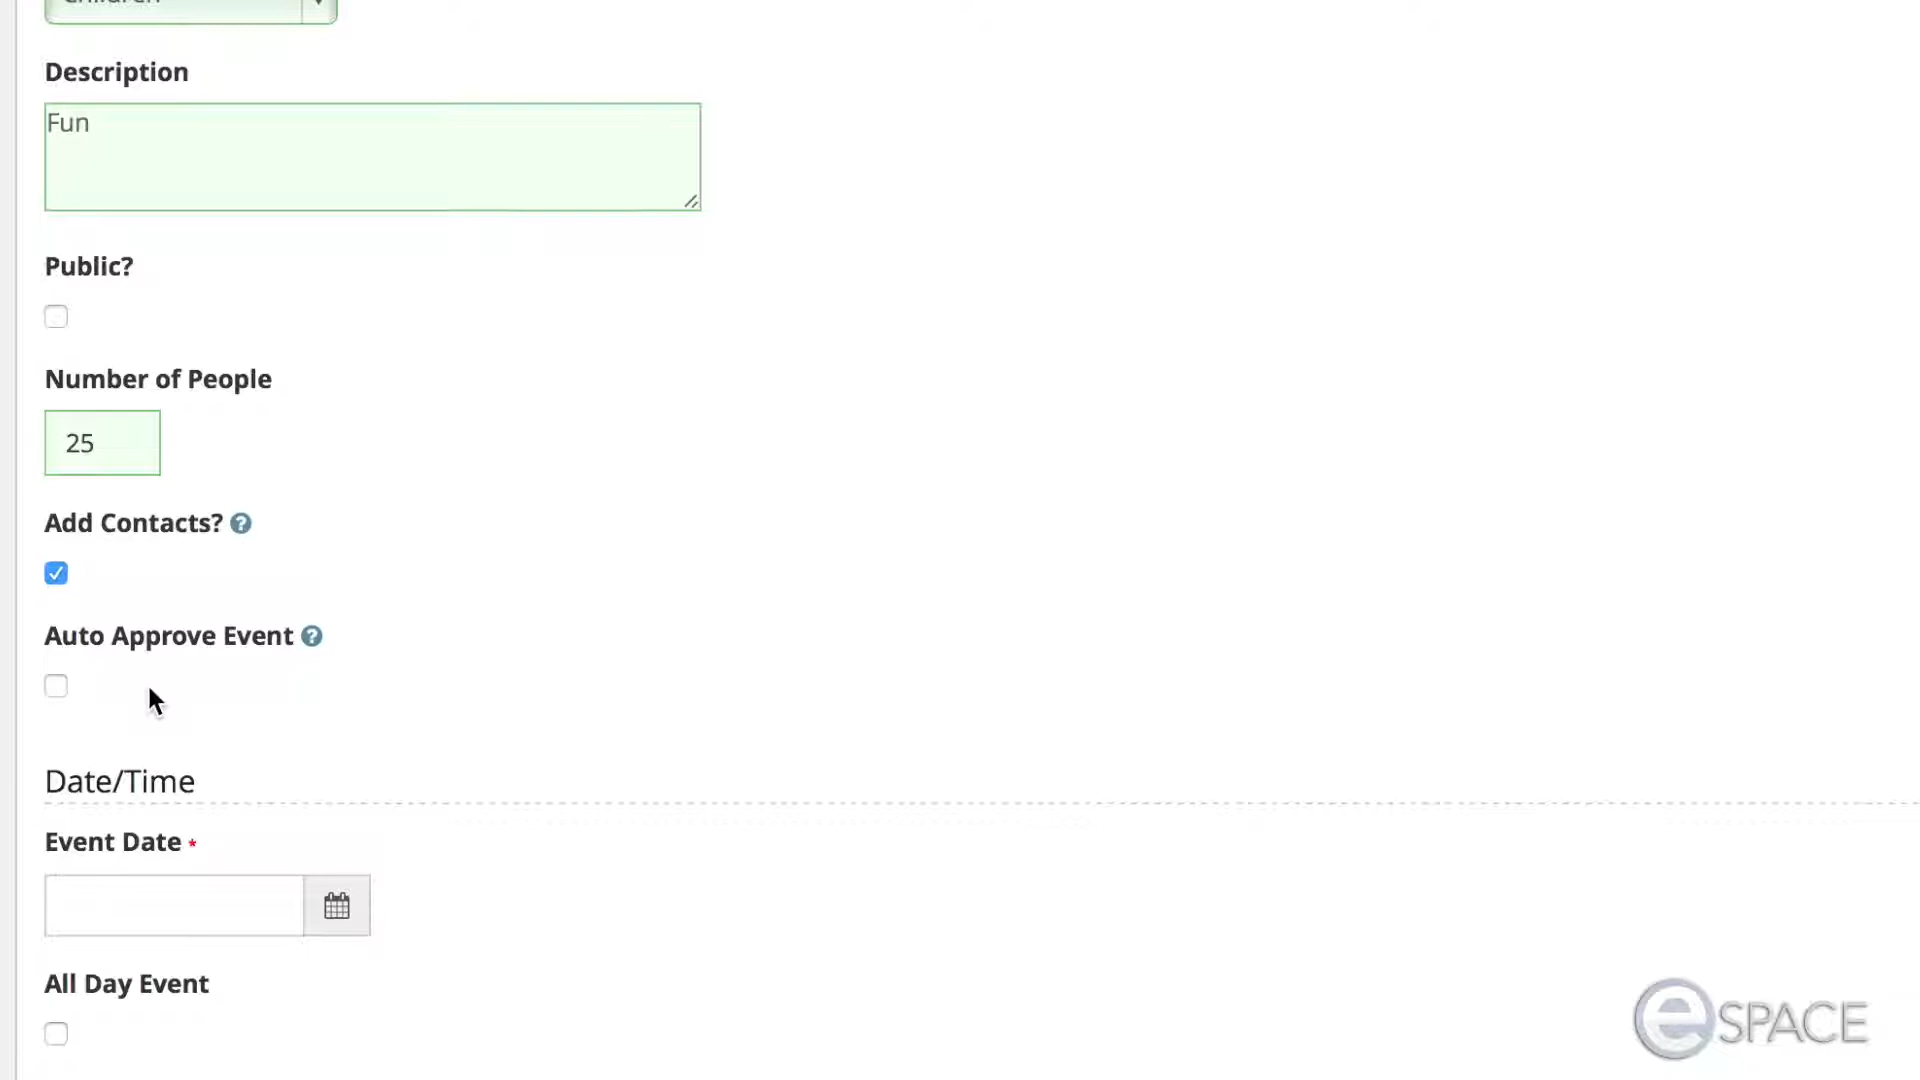 Children
Description
Fun
Public?
Number of People
25
Add Contacts? ?
Auto Approve Event ?
Date/Time
Event Date *
All Day Event
eSPACE